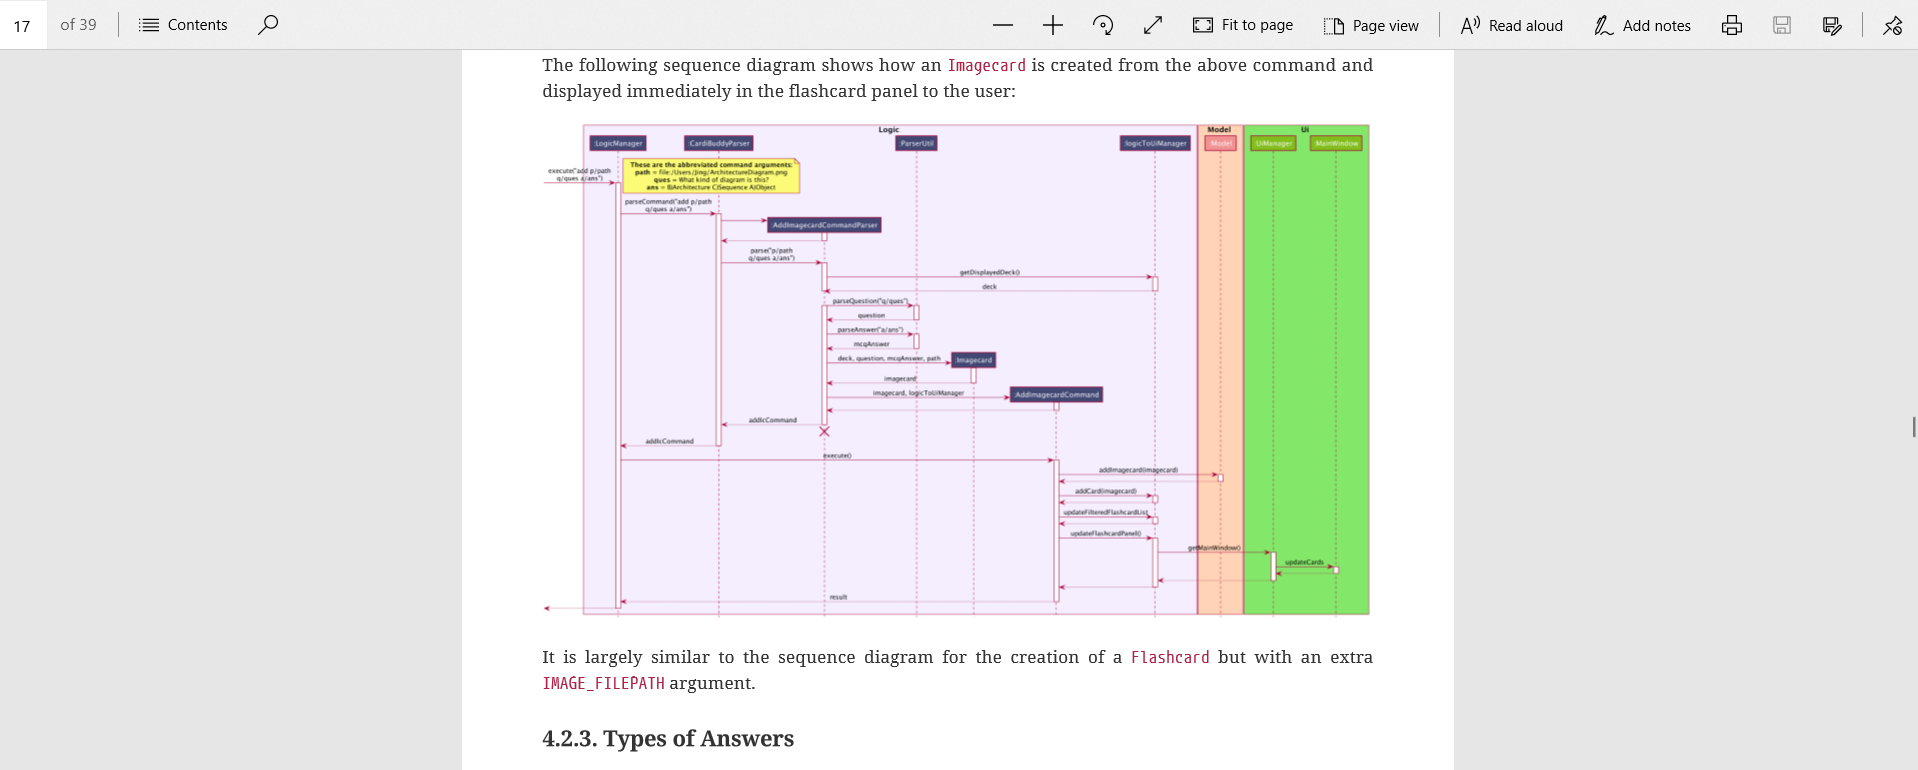 17 of 39 Contents Fit to page Page view Read aloud Add notes
The following sequence diagram shows how an Imagecard is created from the above command and
displayed immediately in the flashcard panel to the user:
Logic Model Ui
:LogicManager :CardiBuddyParser :ParserUtil :logicToUiManager :Model :UiManager :MainWindow
These are the abbreviated command arguments:
path = file:/Users/Jing/ArchitectureDiagram.png
ques = What kind of diagram is this?
ans = B)Architecture C)Sequence A)Object
execute("add p/path
q/ques a/ans")
parseCommand("add p/path
q/ques a/ans")
:AddImagecardCommandParser
parse("p/path
q/ques a/ans")
getDisplayedDeck()
deck
parseQuestion("q/ques")
question
parseAnswer("a/ans")
mcqAnswer
deck, question, mcqAnswer, path :Imagecard
imagecard
imagecard, logicToUiManager :AddImagecardCommand
addIcCommand
addIcCommand
execute()
addImagecard(imagecard)
addCard(imagecard)
updateFilteredFlashcardList
updateFlashcardPanel()
getMainWindow()
updateCards
result
It is largely similar to the sequence diagram for the creation of a Flashcard but with an extra
IMAGE_FILEPATH argument.
4.2.3. Types of Answers